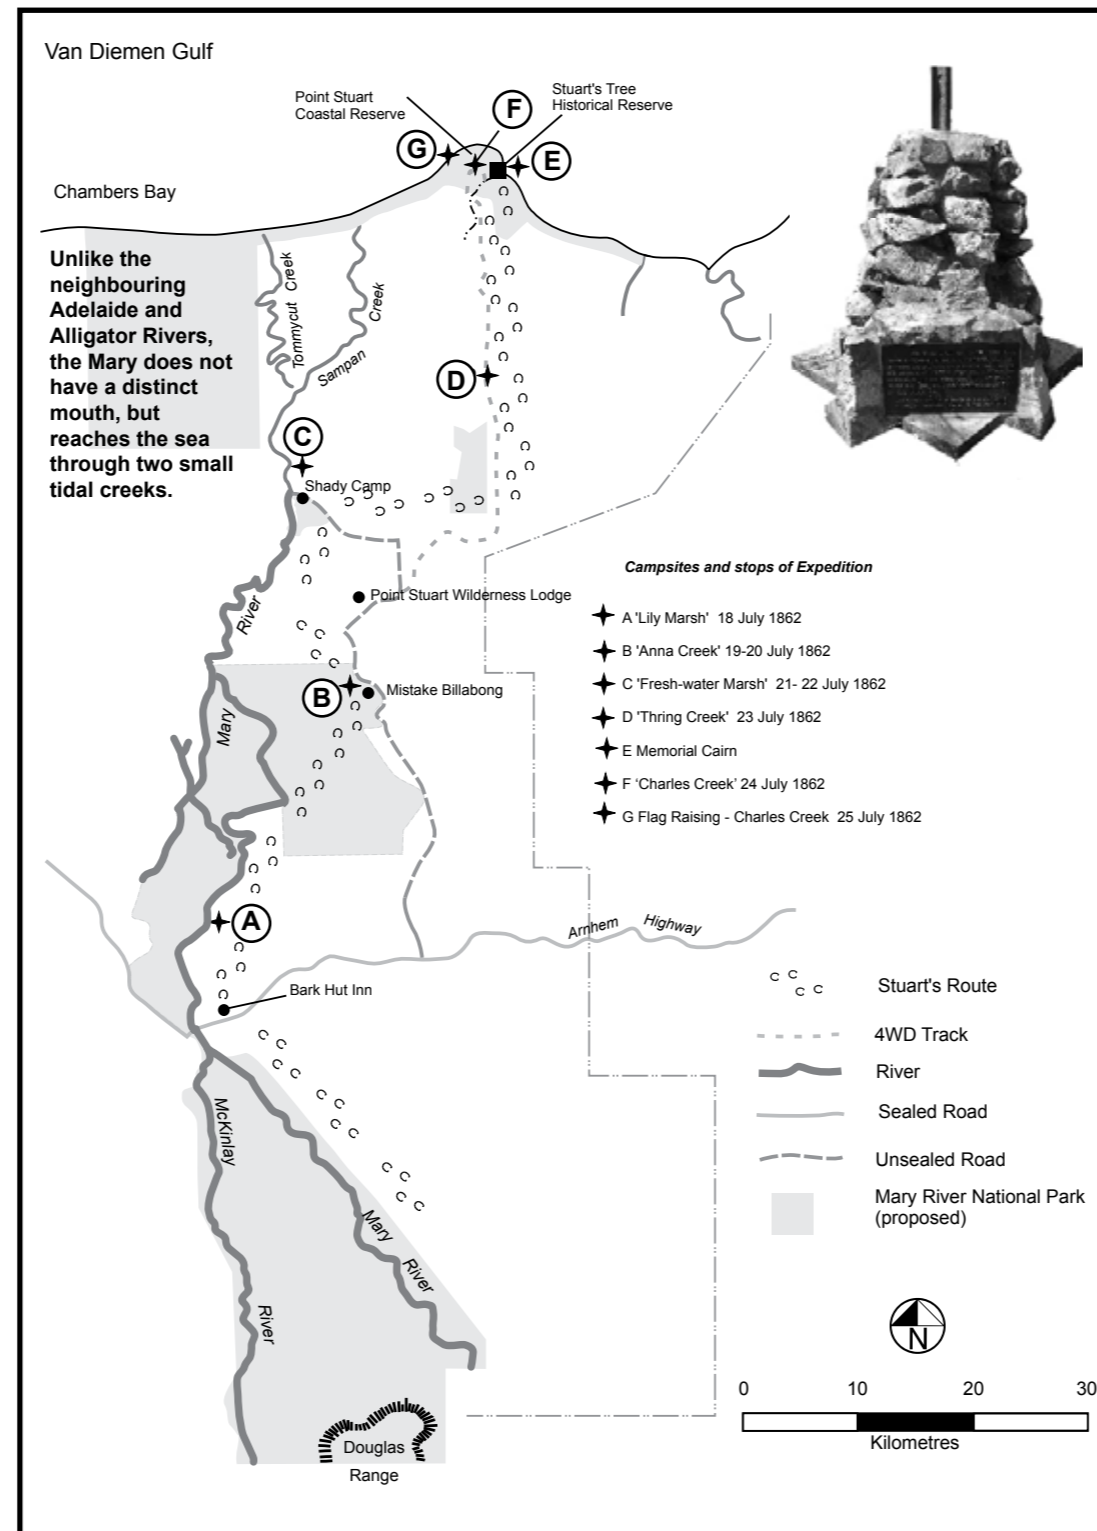 Van Diemen Gulf
Point Stuart
Coastal Reserve
Stuart's Tree
Historical Reserve
F
G
E
Chambers Bay
Unlike the
neighbouring
Adelaide and
Alligator Rivers,
the Mary does not
have a distinct
mouth, but
reaches the sea
through two small
tidal creeks.
Tommycut Creek
Sampan Creek
D
C
Shady Camp
Campsites and stops of Expedition
Point Stuart Wilderness Lodge
A 'Lily Marsh' 18 July 1862
River
B 'Anna Creek' 19-20 July 1862
C 'Fresh-water Marsh' 21- 22 July 1862
B
Mistake Billabong
D 'Thring Creek' 23 July 1862
Mary
E Memorial Cairn
F ‘Charles Creek’ 24 July 1862
G Flag Raising - Charles Creek 25 July 1862
A
Arnhem Highway
Bark Hut Inn
Stuart's Route
4WD Track
River
Sealed Road
Unsealed Road
Mary River National Park
(proposed)
McKinlay
River
Mary
River
N
0 10 20 30
Kilometres
Douglas
Range